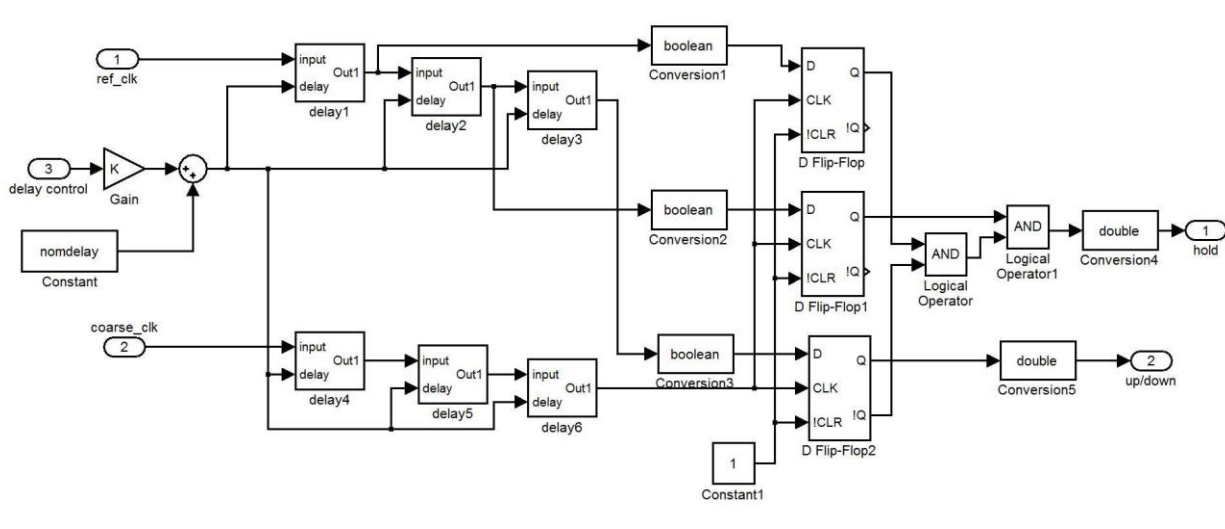 1
ref_clk
input
delay
Out1
delay1
input
delay
Out1
delay2
input
delay
Out1
delay3
boolean
Conversion1
D
CLK
!CLR
Q
!Q
D Flip-Flop
3
delay control
K
Gain
+
+
nomdelay
Constant
boolean
Conversion2
D
CLK
!CLR
Q
!Q
D Flip-Flop1
AND
Logical
Operator
AND
Logical
Operator1
double
Conversion4
1
hold
coarse_clk
2
input
delay
Out1
delay4
input
delay
Out1
delay5
input
delay
Out1
delay6
boolean
Conversion3
D
CLK
!CLR
Q
!Q
D Flip-Flop2
double
Conversion5
2
up/down
1
Constant1